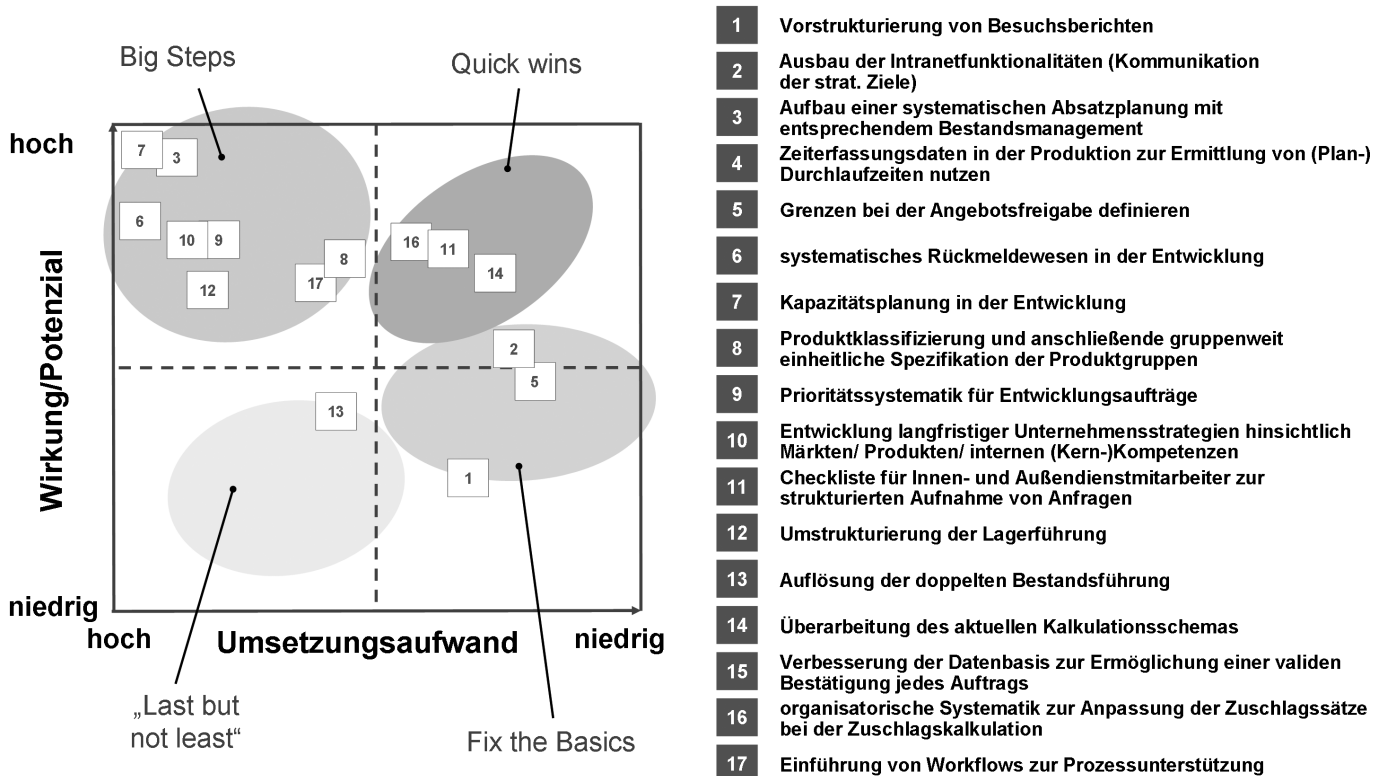 Big Steps
Quick wins
hoch
7
3
6
10
9
12
17
8
16
11
14
2
5
13
1
Wirkung/Potenzial
niedrig
hoch
Umsetzungsaufwand
niedrig
„Last but
not least“
Fix the Basics
1 Vorstrukturierung von Besuchsberichten
2 Ausbau der Intranetfunktionalitäten (Kommunikation
der strat. Ziele)
3 Aufbau einer systematischen Absatzplanung mit
entsprechendem Bestandsmanagement
4 Zeiterfassungsdaten in der Produktion zur Ermittlung von (Plan-)
Durchlaufzeiten nutzen
5 Grenzen bei der Angebotsfreigabe definieren
6 systematisches Rückmeldewesen in der Entwicklung
7 Kapazitätsplanung in der Entwicklung
8 Produktklassifizierung und anschließende gruppenweit
einheitliche Spezifikation der Produktgruppen
9 Prioritätssystematik für Entwicklungsaufträge
10 Entwicklung langfristiger Unternehmensstrategien hinsichtlich
Märkten/ Produkten/ internen (Kern-)Kompetenzen
11 Checkliste für Innen- und Außendienstmitarbeiter zur
strukturierten Aufnahme von Anfragen
12 Umstrukturierung der Lagerführung
13 Auflösung der doppelten Bestandsführung
14 Überarbeitung des aktuellen Kalkulationsschemas
15 Verbesserung der Datenbasis zur Ermöglichung einer validen
Bestätigung jedes Auftrags
16 organisatorische Systematik zur Anpassung der Zuschlagssätze
bei der Zuschlagskalkulation
17 Einführung von Workflows zur Prozessunterstützung